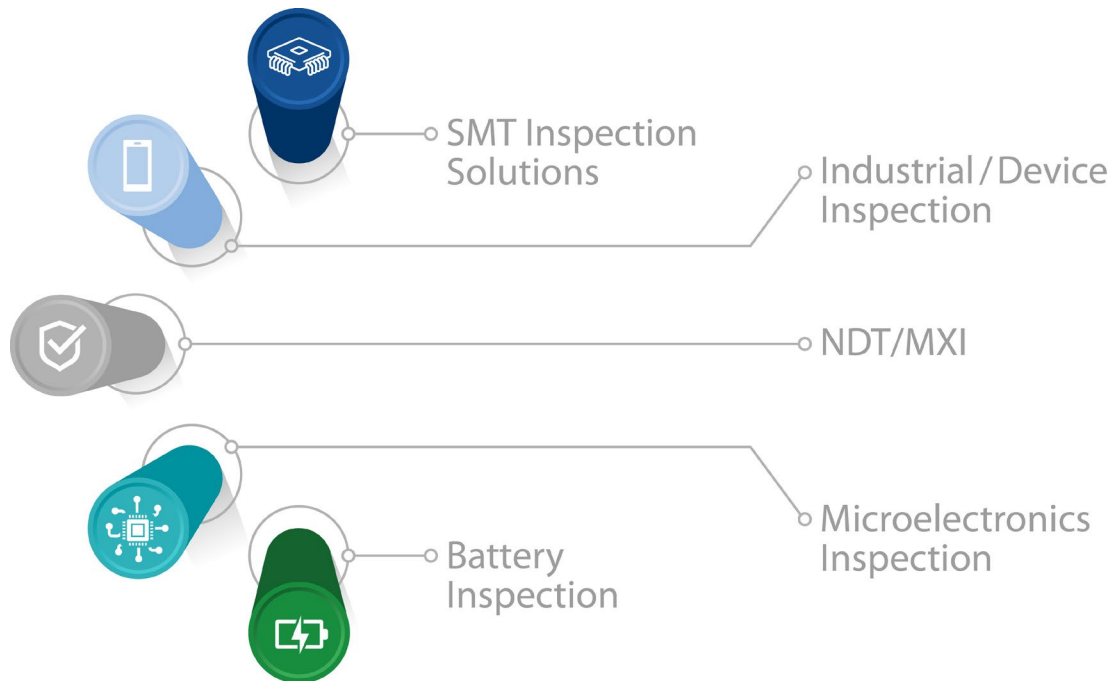 SMT Inspection
Solutions
Industrial / Device
Inspection
NDT/MXI
Microelectronics
Inspection
Battery
Inspection